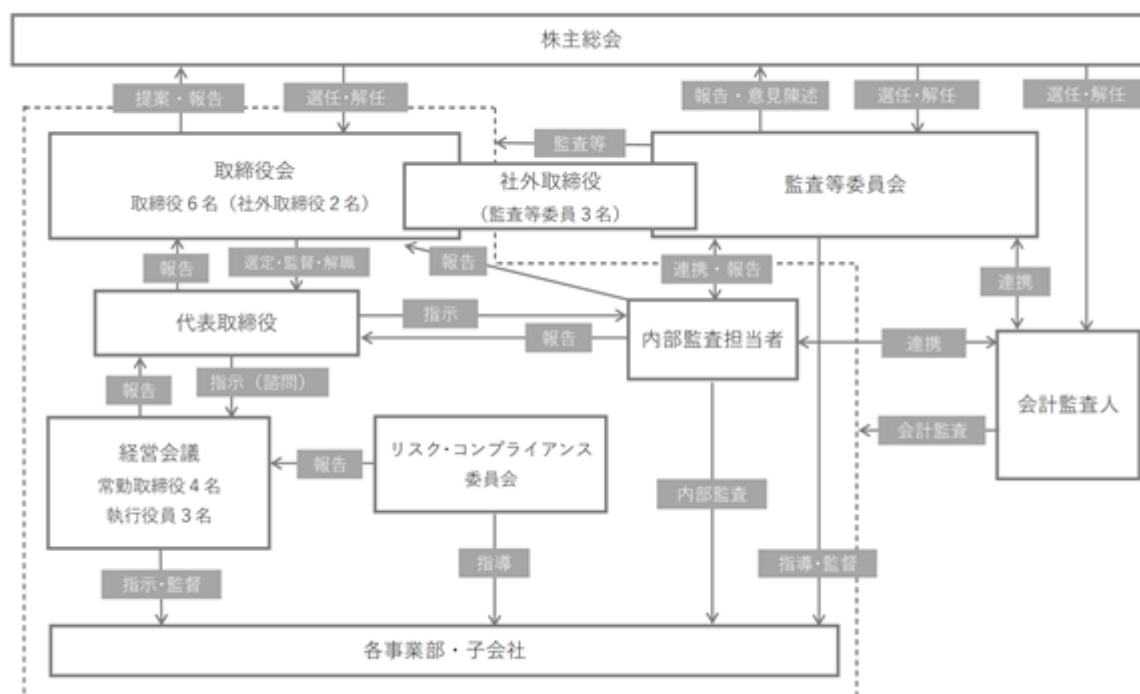 株主総会
提案・報告
選任・解任
報告・意見陳述
選任・解任
選任・解任
監査等
取締役会
取締役6名（社外取締役2名）
社外取締役
（監査等委員3名）
監査等委員会
報告
選定・監督・解職
報告
連携・報告
連携
代表取締役
指示
報告
内部監査担当者
連携
報告
指示（諮問）
会計監査人
会計監査
経営会議
常勤取締役4名
執行役員3名
報告
リスク・コンプライアンス
委員会
内部監査
指示・監督
指導
指導・監督
各事業部・子会社